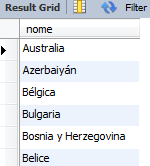 Result Grid Filter
nome
Australia
Azerbaiyán
Bélgica
Bulgaria
Bosnia y Herzegovina
Belice